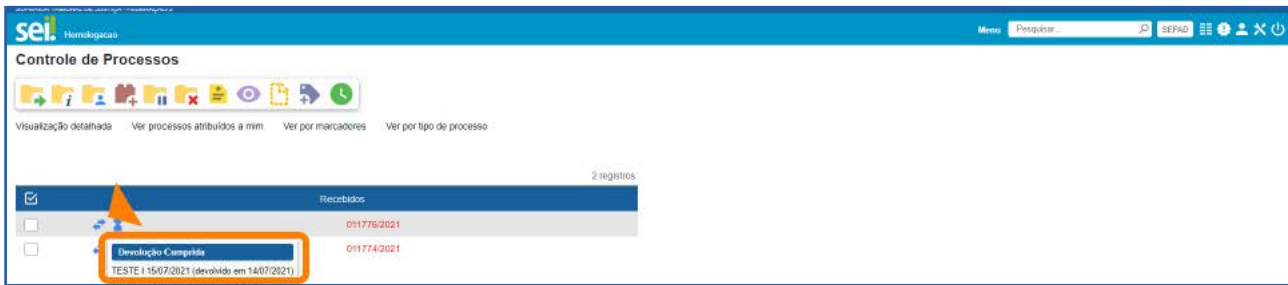 sei! Homologacao
Menu Pesquisar... SEPAD
Controle de Processos
Visualização detalhada Ver processos atribuídos a mim Ver por marcadores Ver por tipo de processo
2 registros
Recebidos
011776/2021
011774/2021
Devolução Cumprida
TESTE I 15/07/2021 (devolvido em 14/07/2021)